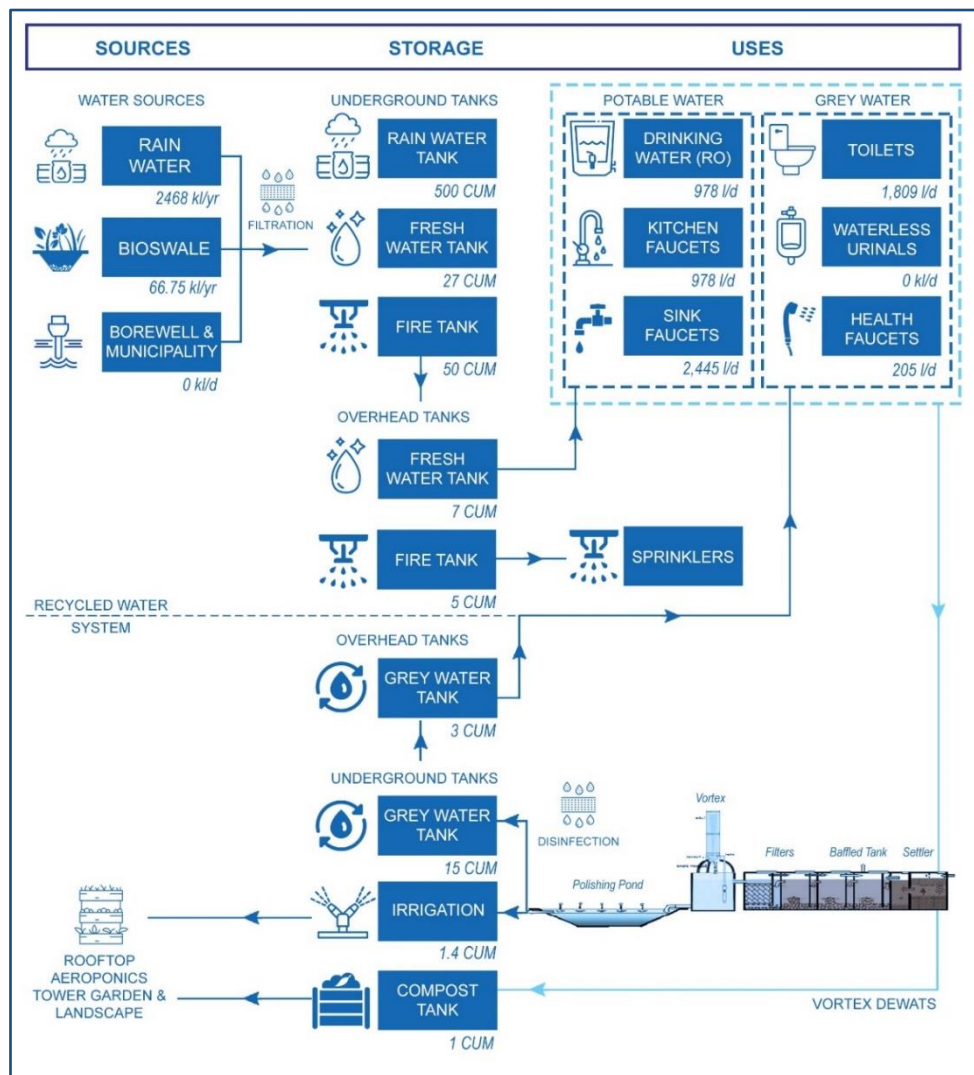 SOURCES
STORAGE
USES
WATER SOURCES
RAIN
WATER
2468 kl/yr
BIOSWALE
66.75 kl/yr
BOREWELL &
MUNICIPALITY
0 kl/d
FILTRATION
UNDERGROUND TANKS
RAIN WATER
TANK
500 CUM
FRESH
WATER TANK
27 CUM
FIRE TANK
50 CUM
OVERHEAD TANKS
FRESH
WATER TANK
7 CUM
FIRE TANK
5 CUM
SPRINKLERS
POTABLE WATER
DRINKING
WATER (RO)
978 l/d
KITCHEN
FAUCETS
978 l/d
SINK
FAUCETS
2,445 l/d
GREY WATER
TOILETS
1,809 l/d
WATERLESS
URINALS
0 kl/d
HEALTH
FAUCETS
205 l/d
RECYCLED WATER
SYSTEM
OVERHEAD TANKS
GREY WATER
TANK
3 CUM
UNDERGROUND TANKS
GREY WATER
TANK
15 CUM
IRRIGATION
1.4 CUM
COMPOST
TANK
1 CUM
ROOFTOP
AEROPONICS
TOWER GARDEN &
LANDSCAPE
DISINFECTION
Polishing Pond
Vortex
Filters
Baffled Tank
Settler
VORTEX DEWATS